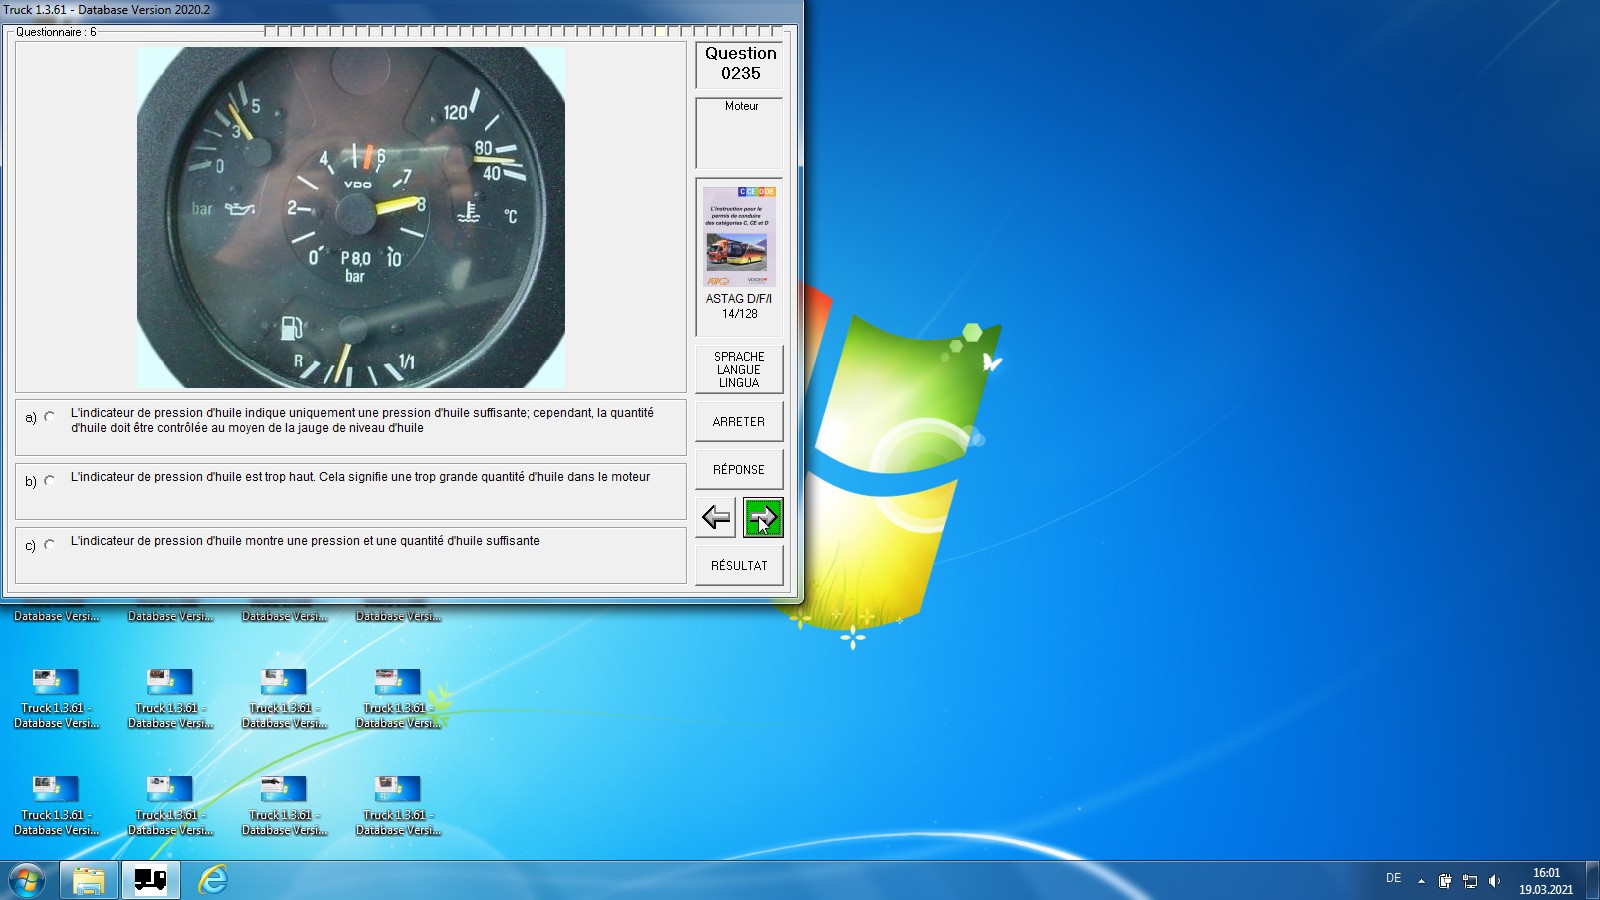 Truck 1.3.61 - Database Version 2020.2
Questionnaire : 6
5
3
0
bar
120
80
40
°C
4
6
7
VDO
2
8
0
P 8,0
10
bar
R
1/1
Question
0235
Moteur
C CE D DE
L'instruction pour le
permis de conduire
des catégories C, CE et D
ASTAG D/F/I
14/128
SPRACHE
LANGUE
LINGUA
ARRETER
RÉPONSE
RÉSULTAT
a)
L'indicateur de pression d'huile indique uniquement une pression d'huile suffisante; cependant, la quantité
d'huile doit être contrôlée au moyen de la jauge de niveau d'huile
b)
L'indicateur de pression d'huile est trop haut. Cela signifie une trop grande quantité d'huile dans le moteur
c)
L'indicateur de pression d'huile montre une pression et une quantité d'huile suffisante
Database Versi...
Database Versi...
Database Versi...
Database Versi...
Truck 1.3.61 -
Database Versi...
Truck 1.3.61 -
Database Versi...
Truck 1.3.61 -
Database Versi...
Truck 1.3.61 -
Database Versi...
Truck 1.3.61 -
Database Versi...
Truck 1.3.61 -
Database Versi...
Truck 1.3.61 -
Database Versi...
Truck 1.3.61 -
Database Versi...
DE
16:01
19.03.2021